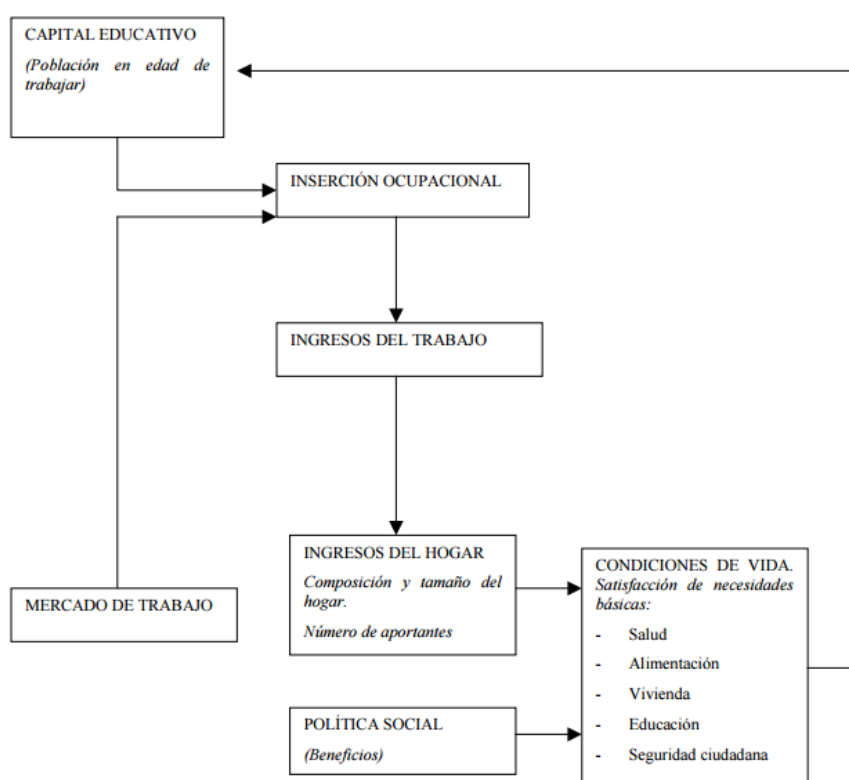 CAPITAL EDUCATIVO
(Población en edad de
trabajar)
INSERCIÓN OCUPACIONAL
INGRESOS DEL TRABAJO
INGRESOS DEL HOGAR
Composición y tamaño del
hogar.
Número de aportantes
MERCADO DE TRABAJO
CONDICIONES DE VIDA.
Satisfacción de necesidades
básicas:
- Salud
- Alimentación
- Vivienda
- Educación
- Seguridad ciudadana
POLÍTICA SOCIAL
(Beneficios)